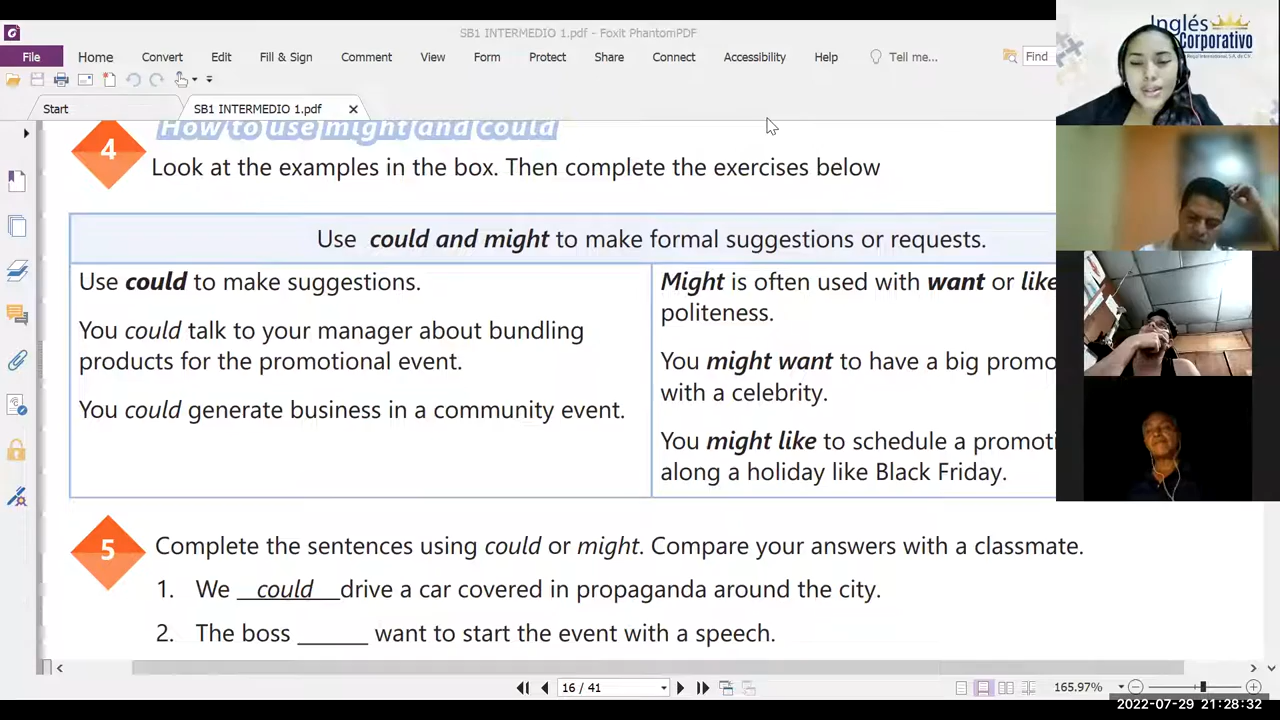 SB1 INTERMEDIO 1.pdf - Foxit PhantomPDF
File Home Convert Edit Fill & Sign Comment View Form Protect Share Connect Accessibility Help Tell me... Find
Start SB1 INTERMEDIO 1.pdf
Inglés
Corporativo
How to use might and could
4 Look at the examples in the box. Then complete the exercises below
Use could and might to make formal suggestions or requests.
Use could to make suggestions.
You could talk to your manager about bundling
products for the promotional event.
You could generate business in a community event.
Might is often used with want or like
politeness.
You might want to have a big promo
with a celebrity.
You might like to schedule a promoti
along a holiday like Black Friday.
5 Complete the sentences using could or might. Compare your answers with a classmate.
1. We __could___drive a car covered in propaganda around the city.
2. The boss ______ want to start the event with a speech.
16 / 41
165.97%
2022-07-29 21:28:32